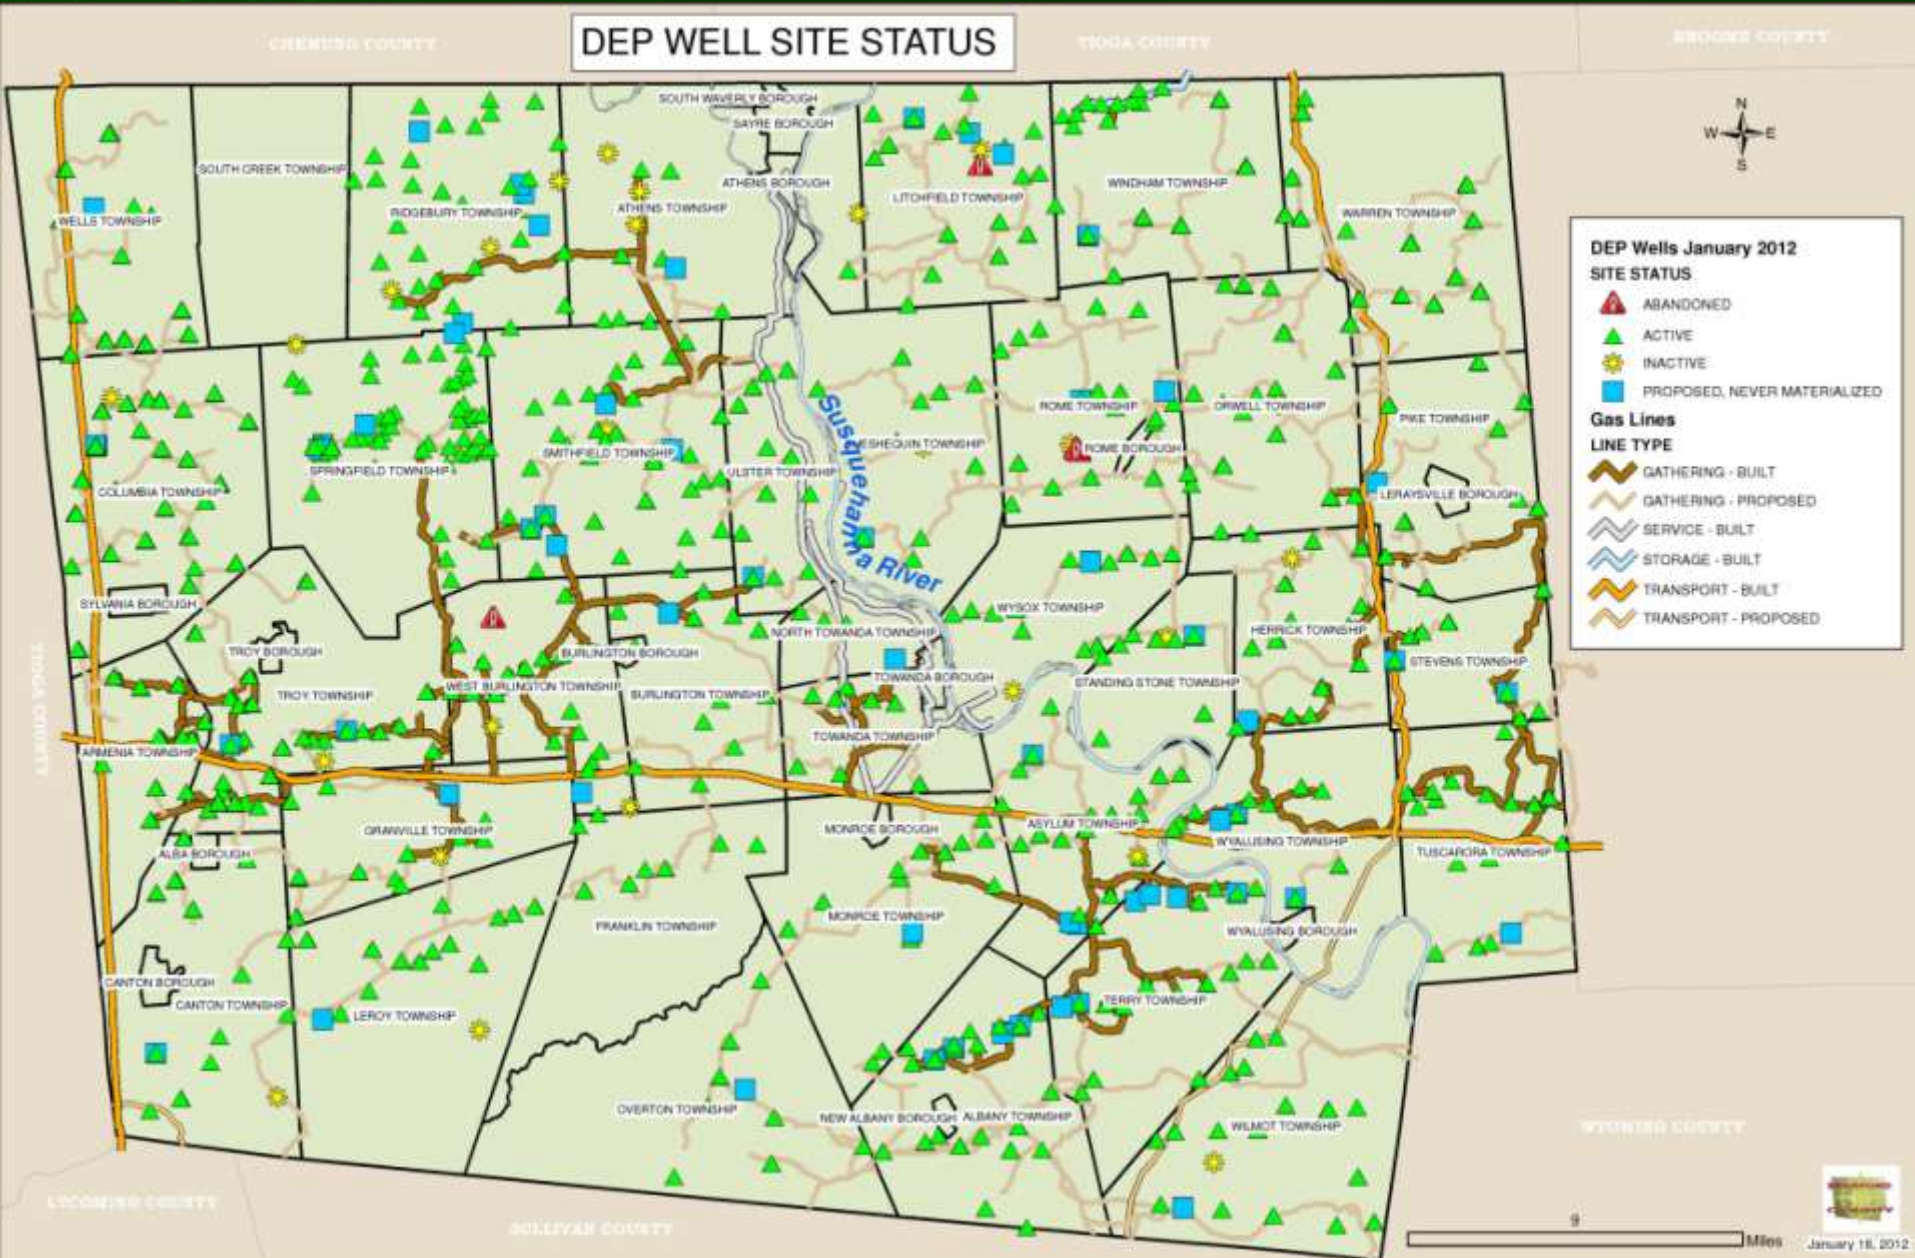 CHEMUNG COUNTY
DEP WELL SITE STATUS
TIOGA COUNTY
BROOME COUNTY
SOUTH WAVERLY BOROUGH
SAYRE BOROUGH
N
W E
S
SOUTH CREEK TOWNSHIP
ATHENS BOROUGH
LITCHFIELD TOWNSHIP
WINDHAM TOWNSHIP
WELLS TOWNSHIP
RIDGEBURY TOWNSHIP
ATHENS TOWNSHIP
WARREN TOWNSHIP
DEP Wells January 2012
SITE STATUS
ABANDONED
ACTIVE
INACTIVE
PROPOSED, NEVER MATERIALIZED
Gas Lines
LINE TYPE
GATHERING - BUILT
GATHERING - PROPOSED
SERVICE - BUILT
STORAGE - BUILT
TRANSPORT - BUILT
TRANSPORT - PROPOSED
ROME TOWNSHIP
ORWELL TOWNSHIP
PIKE TOWNSHIP
Susquehanna River
SMITHFIELD TOWNSHIP
ESHEQUIN TOWNSHIP
ROME BOROUGH
SPRINGFIELD TOWNSHIP
ULSTER TOWNSHIP
COLUMBIA TOWNSHIP
LERAYSVILLE BOROUGH
SYLVANIA BOROUGH
WYSOX TOWNSHIP
NORTH TOWANDA TOWNSHIP
HERRICK TOWNSHIP
TROY BOROUGH
BURLINGTON BOROUGH
STEVENS TOWNSHIP
TIOGA COUNTY
TROY TOWNSHIP
WEST BURLINGTON TOWNSHIP
BURLINGTON TOWNSHIP
TOWANDA BOROUGH
STANDING STONE TOWNSHIP
ARMENIA TOWNSHIP
TOWANDA TOWNSHIP
GRANVILLE TOWNSHIP
MONROE BOROUGH
ASYLUM TOWNSHIP
WYALUSING TOWNSHIP
ALBA BOROUGH
TUSCARORA TOWNSHIP
FRANKLIN TOWNSHIP
MONROE TOWNSHIP
WYALUSING BOROUGH
CANTON BOROUGH
CANTON TOWNSHIP
LEROY TOWNSHIP
TERRY TOWNSHIP
OVERTON TOWNSHIP
NEW ALBANY BOROUGH
ALBANY TOWNSHIP
WILMOT TOWNSHIP
WYOMING COUNTY
LYCOMING COUNTY
SULLIVAN COUNTY
9
Miles
January 18, 2012